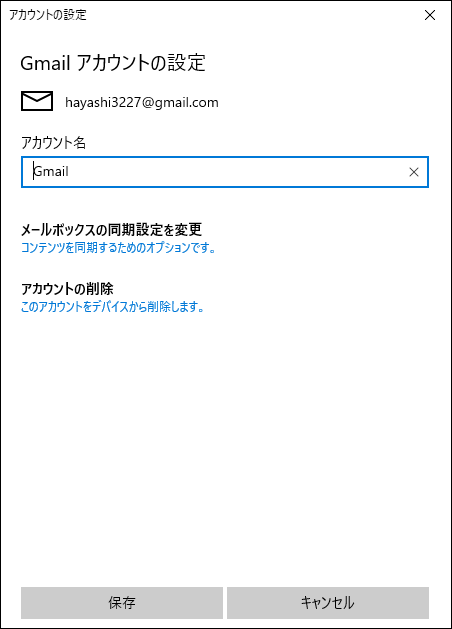 アカウントの設定
Gmail アカウントの設定
hayashi3227@gmail.com
アカウント名
Gmail
メールボックスの同期設定を変更
コンテンツを同期するためのオプションです。
アカウントの削除
このアカウントをデバイスから削除します。
保存
キャンセル